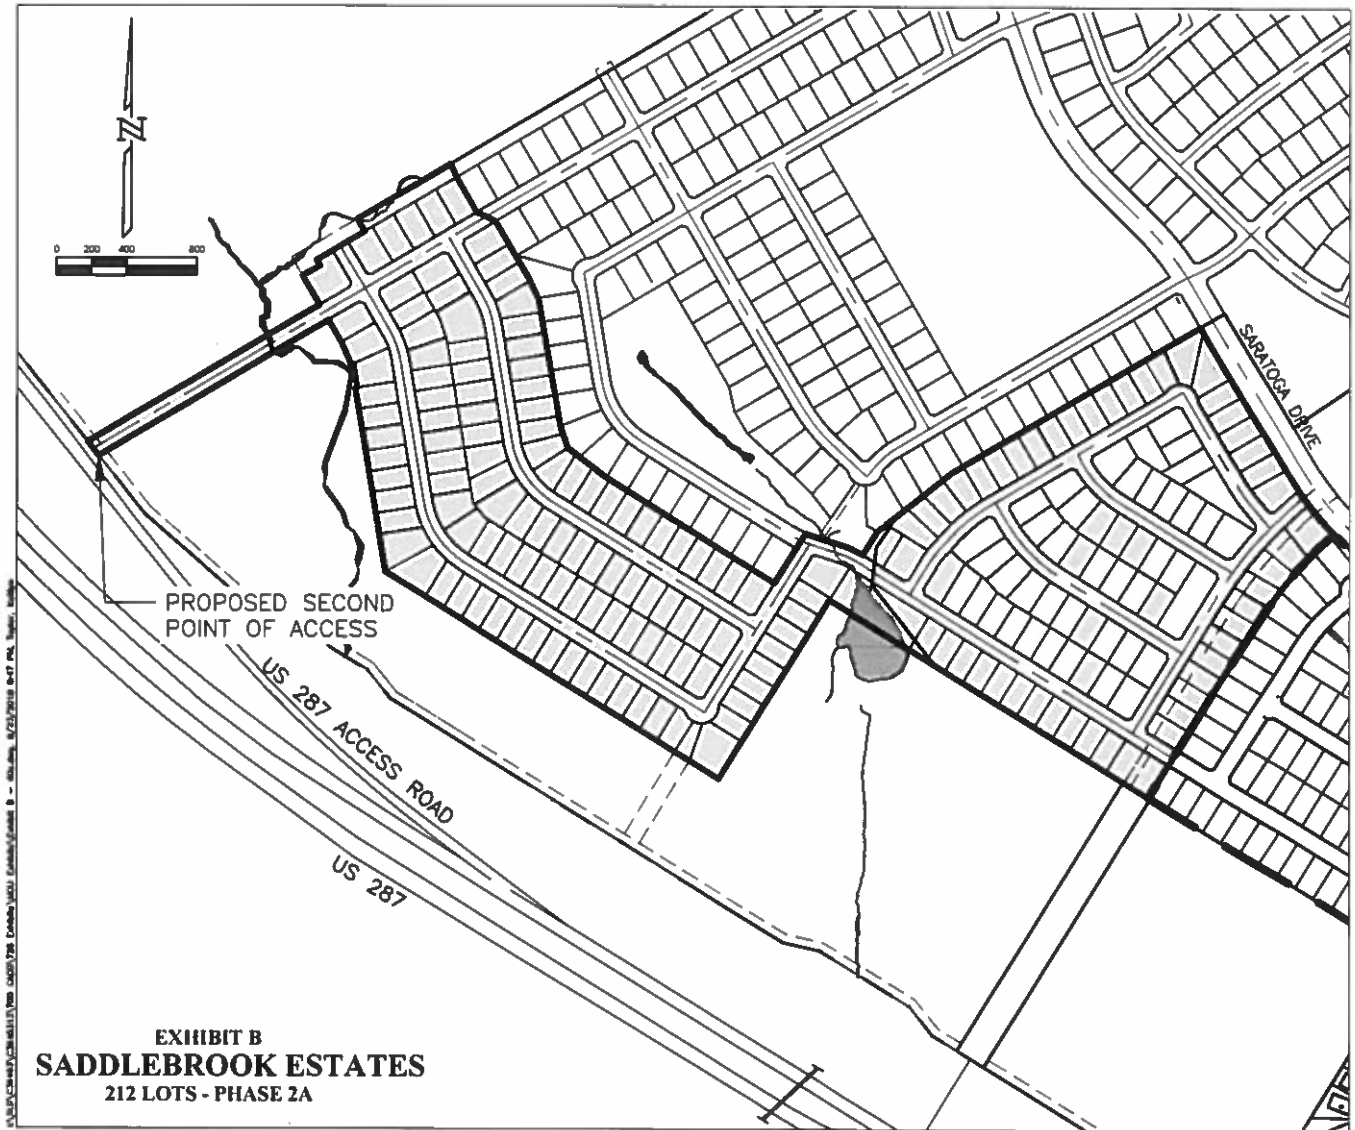 N
0 200 400 800
SARATOGA DRIVE
PROPOSED SECOND
POINT OF ACCESS
US 287 ACCESS ROAD
US 287
EXHIBIT B
SADDLEBROOK ESTATES
212 LOTS - PHASE 2A